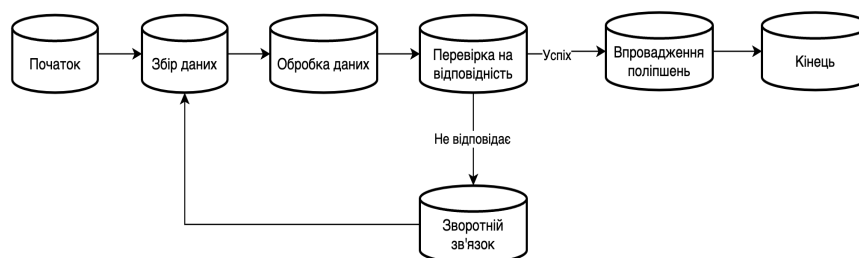 Початок
Збір даних
Обробка даних
Перевірка на
відповідність
Успіх
Впровадження
поліпшень
Кінець
Не відповідає
Зворотній
зв'язок